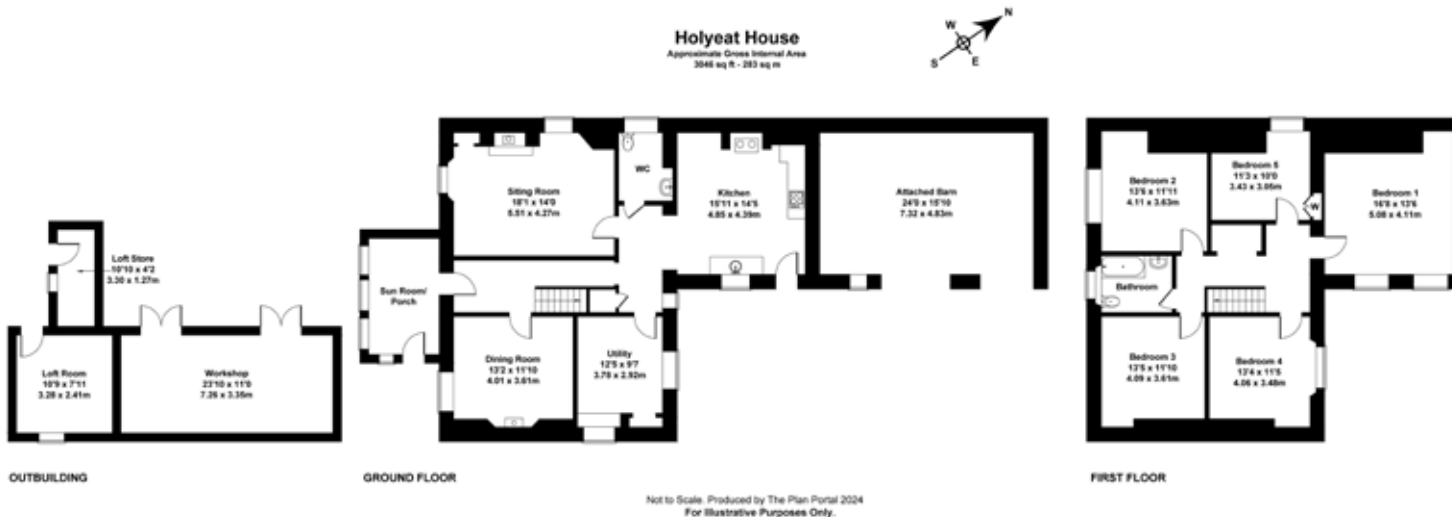 Holyeat House
Approximate Gross Internal Area
3046 sq ft - 283 sq m
N
W
S
E
Loft Store
10'10 x 4'2
3.30 x 1.27m
Loft Room
10'9 x 7'11
3.28 x 2.41m
Workshop
23'10 x 11'0
7.26 x 3.35m
OUTBUILDING
Siting Room
18'1 x 14'0
5.51 x 4.27m
WC
Kitchen
15'11 x 14'5
4.85 x 4.39m
Attached Barn
24'0 x 15'10
7.32 x 4.83m
Sun Room/
Porch
Dining Room
13'2 x 11'10
4.01 x 3.61m
Utility
12'5 x 9'7
3.78 x 2.92m
GROUND FLOOR
Bedroom 2
13'6 x 11'11
4.11 x 3.63m
Bedroom 5
11'3 x 10'0
3.43 x 3.05m
W
Bedroom 1
16'8 x 13'6
5.08 x 4.11m
Bathroom
Bedroom 3
13'5 x 11'10
4.09 x 3.61m
Bedroom 4
13'4 x 11'5
4.06 x 3.48m
FIRST FLOOR
Not to Scale. Produced by The Plan Portal 2024
For Illustrative Purposes Only.